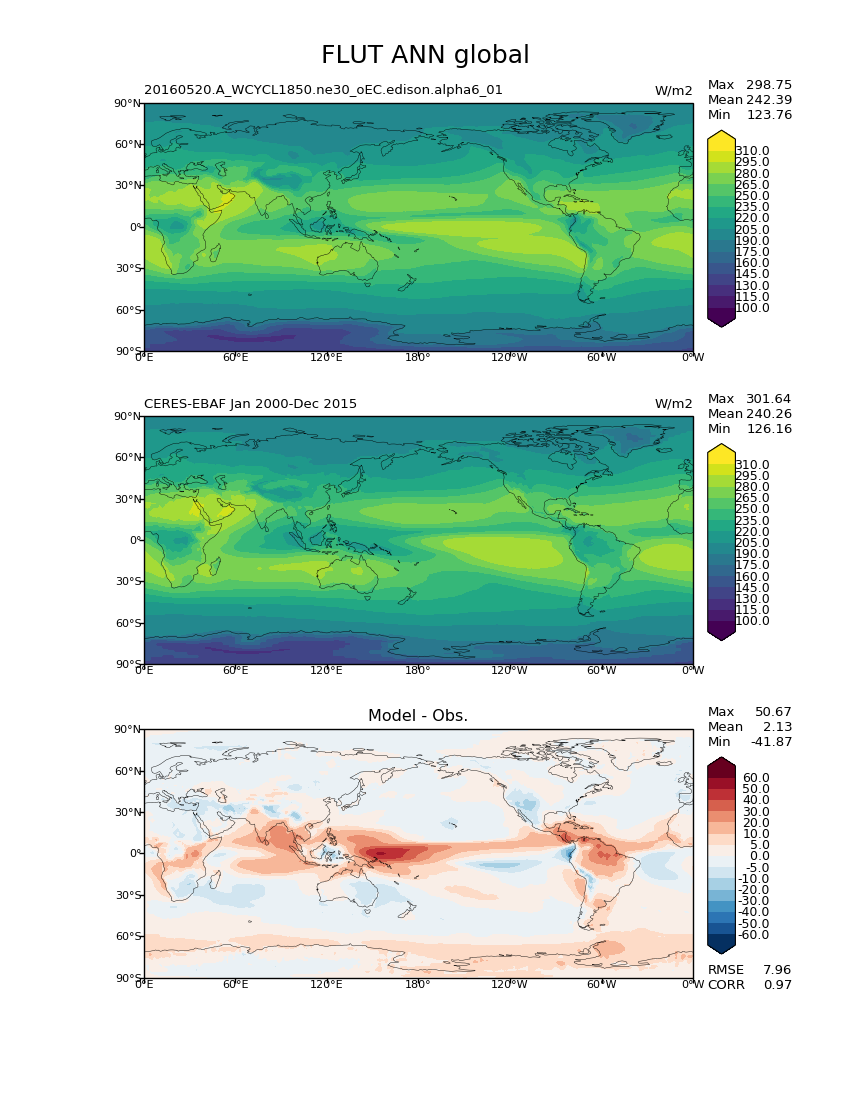 FLUT ANN global
20160520.A_WCYCL1850.ne30_oEC.edison.alpha6_01 W/m2
Max 298.75
Mean 242.39
Min 123.76
90°N
60°N
30°N
0°
30°S
60°S
90°S
0°E 60°E 120°E 180° 120°W 60°W 0°W
310.0
295.0
280.0
265.0
250.0
235.0
220.0
205.0
190.0
175.0
160.0
145.0
130.0
115.0
100.0
CERES-EBAF Jan 2000-Dec 2015 W/m2
Max 301.64
Mean 240.26
Min 126.16
90°N
60°N
30°N
0°
30°S
60°S
90°S
0°E 60°E 120°E 180° 120°W 60°W 0°W
310.0
295.0
280.0
265.0
250.0
235.0
220.0
205.0
190.0
175.0
160.0
145.0
130.0
115.0
100.0
Model - Obs.
Max 50.67
Mean 2.13
Min -41.87
90°N
60°N
30°N
0°
30°S
60°S
90°S
0°E 60°E 120°E 180° 120°W 60°W 0°W
60.0
50.0
40.0
30.0
20.0
10.0
5.0
0.0
-5.0
-10.0
-20.0
-30.0
-40.0
-50.0
-60.0
RMSE 7.96
CORR 0.97